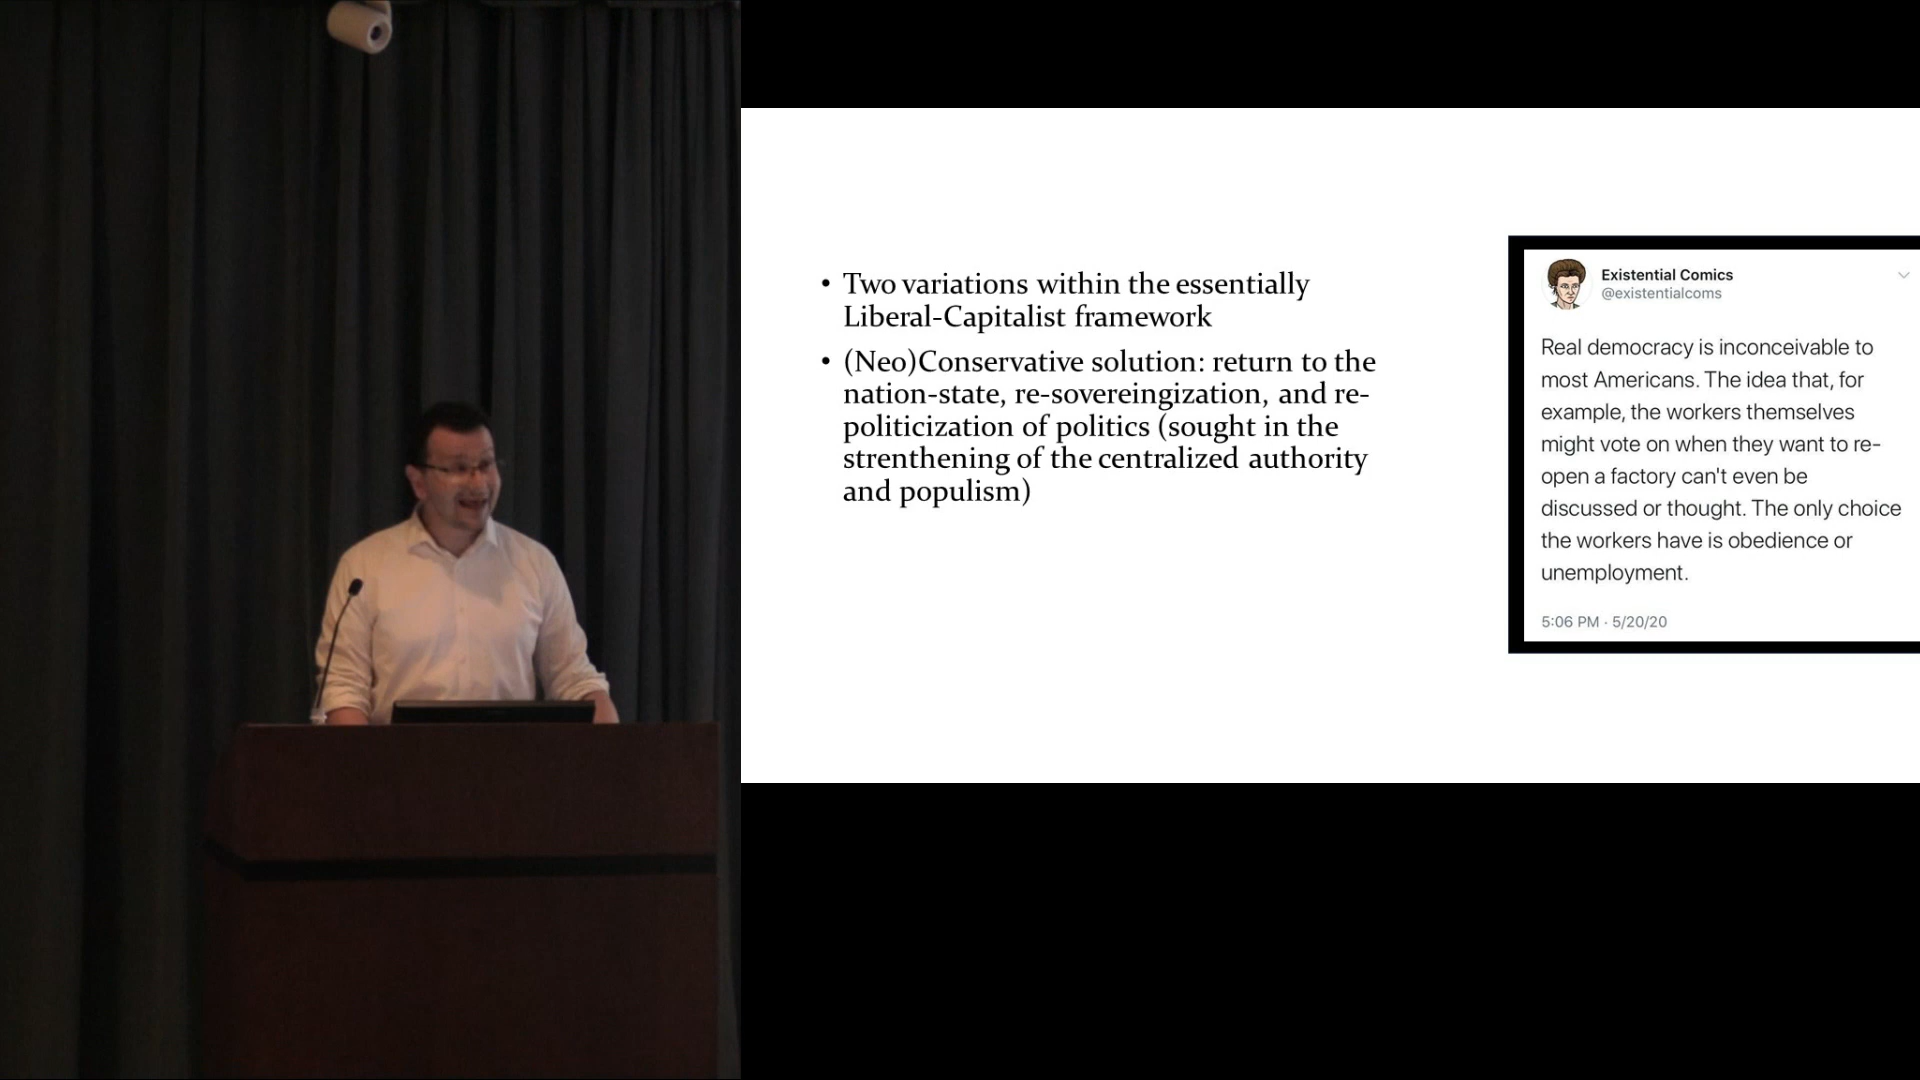 • Two variations within the essentially
Liberal-Capitalist framework
• (Neo)Conservative solution: return to the
nation-state, re-sovereingization, and re-
politicization of politics (sought in the
strenthening of the centralized authority
and populism)
Existential Comics
@existentialcoms
Real democracy is inconceivable to
most Americans. The idea that, for
example, the workers themselves
might vote on when they want to re-
open a factory can't even be
discussed or thought. The only choice
the workers have is obedience or
unemployment.
5:06 PM · 5/20/20